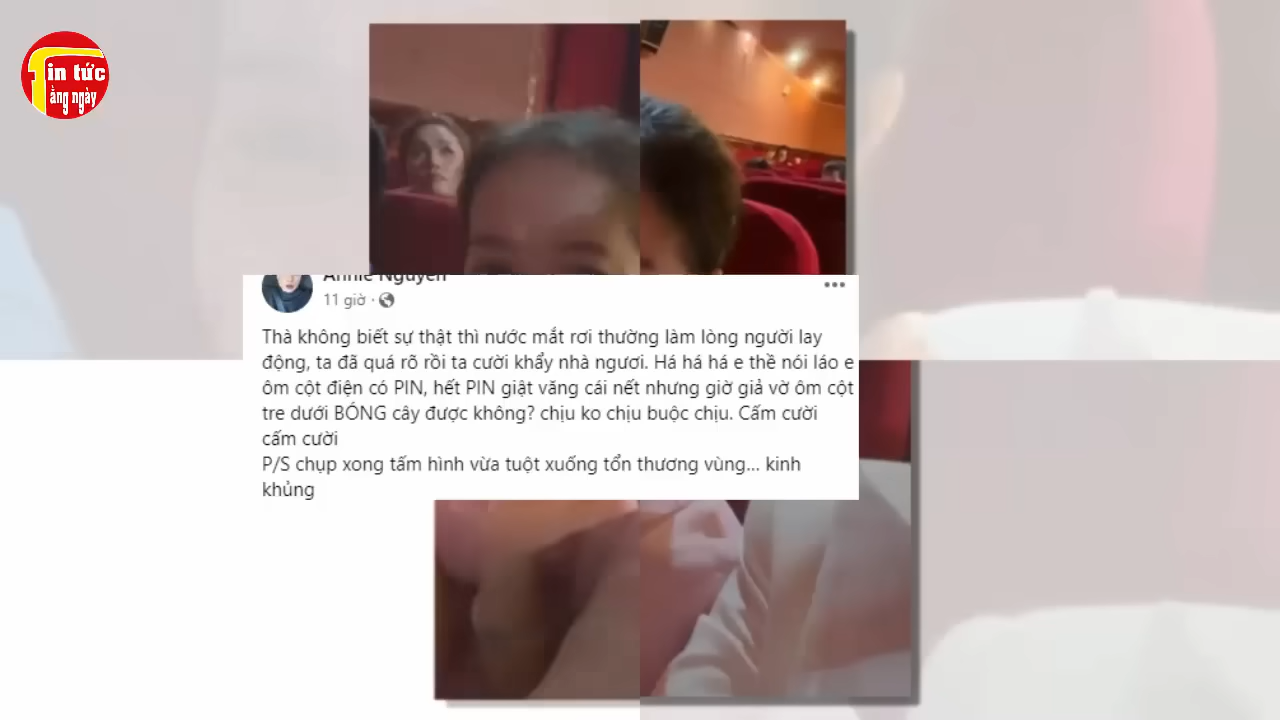 in tức
ằng ngày
Annie Nguyen
11 giờ ·
Thà không biết sự thật thì nước mắt rơi thường làm lòng người lay
động, ta đã quá rõ rồi ta cười khẩy nhà ngươi. Há há há e thề nói láo e
ôm cột điện có PIN, hết PIN giật văng cái nết nhưng giờ giả vờ ôm cột
tre dưới BÓNG cây được không? chịu ko chịu buộc chịu. Cấm cười
cấm cười
P/S chụp xong tấm hình vừa tuột xuống tổn thương vùng... kinh
khủng